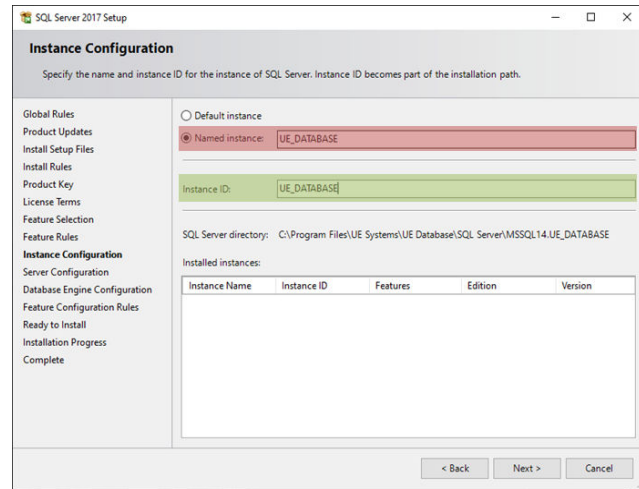 SQL Server 2017 Setup
Instance Configuration
Specify the name and instance ID for the instance of SQL Server. Instance ID becomes part of the installation path.
Global Rules
Product Updates
Install Setup Files
Install Rules
Product Key
License Terms
Feature Selection
Feature Rules
Instance Configuration
Server Configuration
Database Engine Configuration
Feature Configuration Rules
Ready to Install
Installation Progress
Complete
Default instance
Named instance: UE_DATABASE
Instance ID: UE_DATABASE
SQL Server directory: C:\Program Files\UE Systems\UE Database\SQL Server\MSSQL14.UE_DATABASE
Installed instances:
Instance Name Instance ID Features Edition Version
< Back Next > Cancel